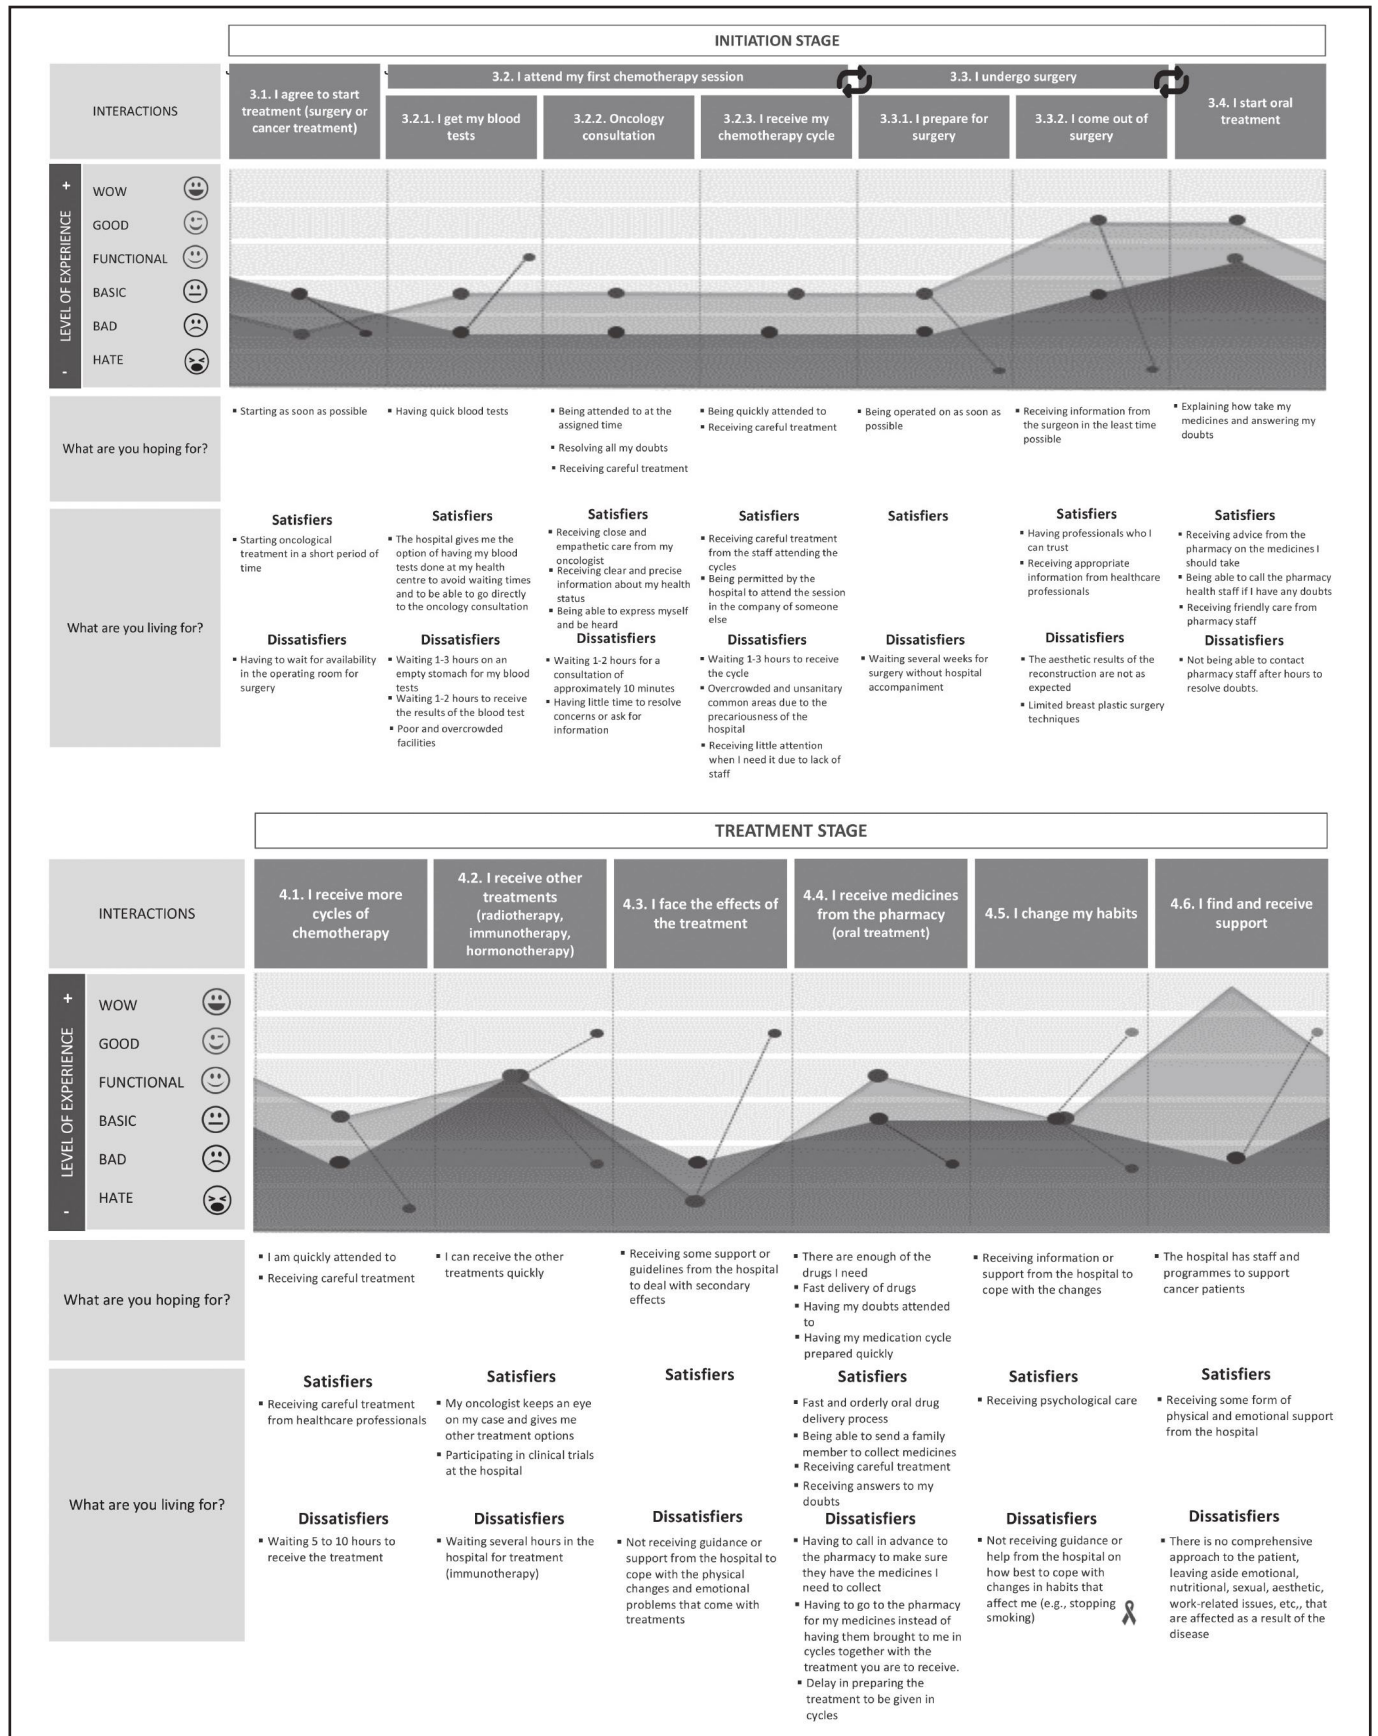 INITIATION STAGE
INTERACTIONS
3.1. I agree to start
treatment (surgery or
cancer treatment)
3.2. I attend my first chemotherapy session
3.2.1. I get my blood
tests
3.2.2. Oncology
consultation
3.2.3. I receive my
chemotherapy cycle
3.3. I undergo surgery
3.3.1. I prepare for
surgery
3.3.2. I come out of
surgery
3.4. I start oral
treatment
+
LEVEL OF EXPERIENCE
-
WOW
GOOD
FUNCTIONAL
BASIC
BAD
HATE
What are you hoping for?
▪ Starting as soon as possible
▪ Having quick blood tests
▪ Being attended to at the
assigned time
▪ Resolving all my doubts
▪ Receiving careful treatment
▪ Being quickly attended to
▪ Receiving careful treatment
▪ Being operated on as soon as
possible
▪ Receiving information from
the surgeon in the least time
possible
▪ Explaining how take my
medicines and answering my
doubts
What are you living for?
Satisfiers
▪ Starting oncological
treatment in a short period of
time
Dissatisfiers
▪ Having to wait for availability
in the operating room for
surgery
Satisfiers
▪ The hospital gives me the
option of having my blood
tests done at my health
centre to avoid waiting times
and to be able to go directly
to the oncology consultation
Dissatisfiers
▪ Waiting 1-3 hours on an
empty stomach for my blood
tests
▪ Waiting 1-2 hours to receive
the results of the blood test
▪ Poor and overcrowded
facilities
Satisfiers
▪ Receiving close and
empathetic care from my
oncologist
▪ Receiving clear and precise
information about my health
status
▪ Being able to express myself
and be heard
Dissatisfiers
▪ Waiting 1-2 hours for a
consultation of
approximately 10 minutes
▪ Having little time to resolve
concerns or ask for
information
Satisfiers
▪ Receiving careful treatment
from the staff attending the
cycles
▪ Being permitted by the
hospital to attend the session
in the company of someone
else
Dissatisfiers
▪ Waiting 1-3 hours to receive
the cycle
▪ Overcrowded and unsanitary
common areas due to the
precariousness of the
hospital
▪ Receiving little attention
when I need it due to lack of
staff
Satisfiers
Dissatisfiers
▪ Waiting several weeks for
surgery without hospital
accompaniment
Satisfiers
▪ Having professionals who I
can trust
▪ Receiving appropriate
information from healthcare
professionals
Dissatisfiers
▪ The aesthetic results of the
reconstruction are not as
expected
▪ Limited breast plastic surgery
techniques
Satisfiers
▪ Receiving advice from the
pharmacy on the medicines I
should take
▪ Being able to call the pharmacy
health staff if I have any doubts
▪ Receiving friendly care from
pharmacy staff
Dissatisfiers
▪ Not being able to contact
pharmacy staff after hours to
resolve doubts.
TREATMENT STAGE
INTERACTIONS
4.1. I receive more
cycles of
chemotherapy
4.2. I receive other
treatments
(radiotherapy,
immunotherapy,
hormonotherapy)
4.3. I face the effects of
the treatment
4.4. I receive medicines
from the pharmacy
(oral treatment)
4.5. I change my habits
4.6. I find and receive
support
+
LEVEL OF EXPERIENCE
-
WOW
GOOD
FUNCTIONAL
BASIC
BAD
HATE
What are you hoping for?
▪ I am quickly attended to
▪ Receiving careful treatment
▪ I can receive the other
treatments quickly
▪ Receiving some support or
guidelines from the hospital
to deal with secondary
effects
▪ There are enough of the
drugs I need
▪ Fast delivery of drugs
▪ Having my doubts attended
to
▪ Having my medication cycle
prepared quickly
▪ Receiving information or
support from the hospital to
cope with the changes
▪ The hospital has staff and
programmes to support
cancer patients
What are you living for?
Satisfiers
▪ Receiving careful treatment
from healthcare professionals
Dissatisfiers
▪ Waiting 5 to 10 hours to
receive the treatment
Satisfiers
▪ My oncologist keeps an eye
on my case and gives me
other treatment options
▪ Participating in clinical trials
at the hospital
Dissatisfiers
▪ Waiting several hours in the
hospital for treatment
(immunotherapy)
Satisfiers
Dissatisfiers
▪ Not receiving guidance or
support from the hospital to
cope with the physical
changes and emotional
problems that come with
treatments
Satisfiers
▪ Fast and orderly oral drug
delivery process
▪ Being able to send a family
member to collect medicines
▪ Receiving careful treatment
▪ Receiving answers to my
doubts
Dissatisfiers
▪ Having to call in advance to
the pharmacy to make sure
they have the medicines I
need to collect
▪ Having to go to the pharmacy
for my medicines instead of
having them brought to me in
cycles together with the
treatment you are to receive.
▪ Delay in preparing the
treatment to be given in
cycles
Satisfiers
▪ Receiving psychological care
Dissatisfiers
▪ Not receiving guidance or
help from the hospital on
how best to cope with
changes in habits that
affect me (e.g., stopping
smoking)
Satisfiers
▪ Receiving some form of
physical and emotional support
from the hospital
Dissatisfiers
▪ There is no comprehensive
approach to the patient,
leaving aside emotional,
nutritional, sexual, aesthetic,
work-related issues, etc,, that
are affected as a result of the
disease